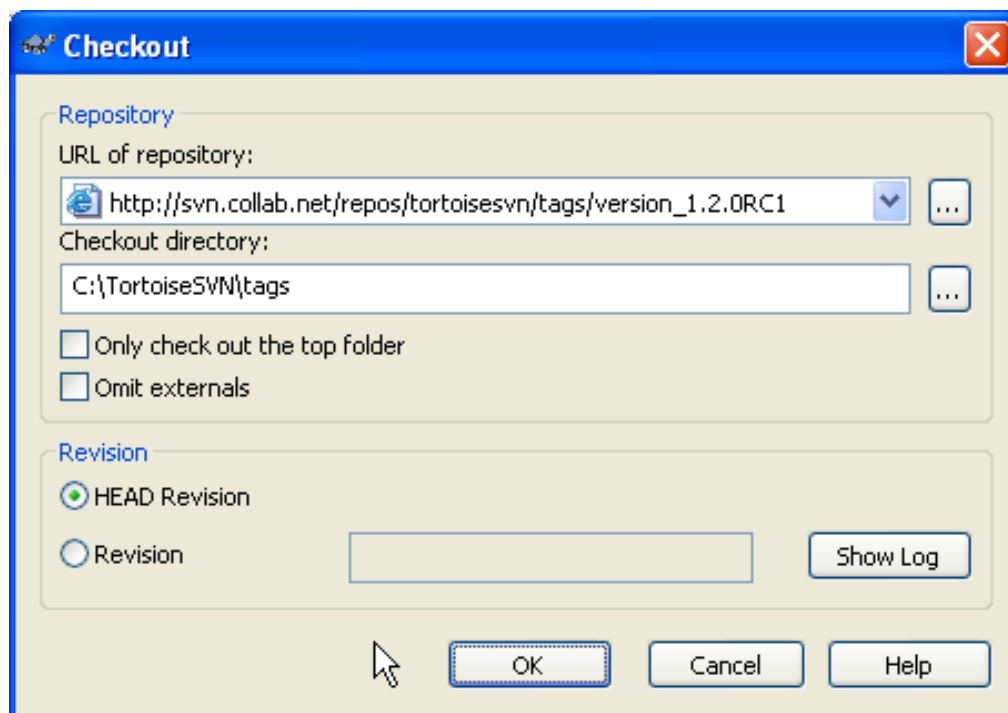 Checkout
Repository
URL of repository:
http://svn.collab.net/repos/tortoisesvn/tags/version_1.2.0RC1
...
Checkout directory:
C:\TortoiseSVN\tags
...
Only check out the top folder
Omit externals
Revision
HEAD Revision
Revision
Show Log
OK Cancel Help